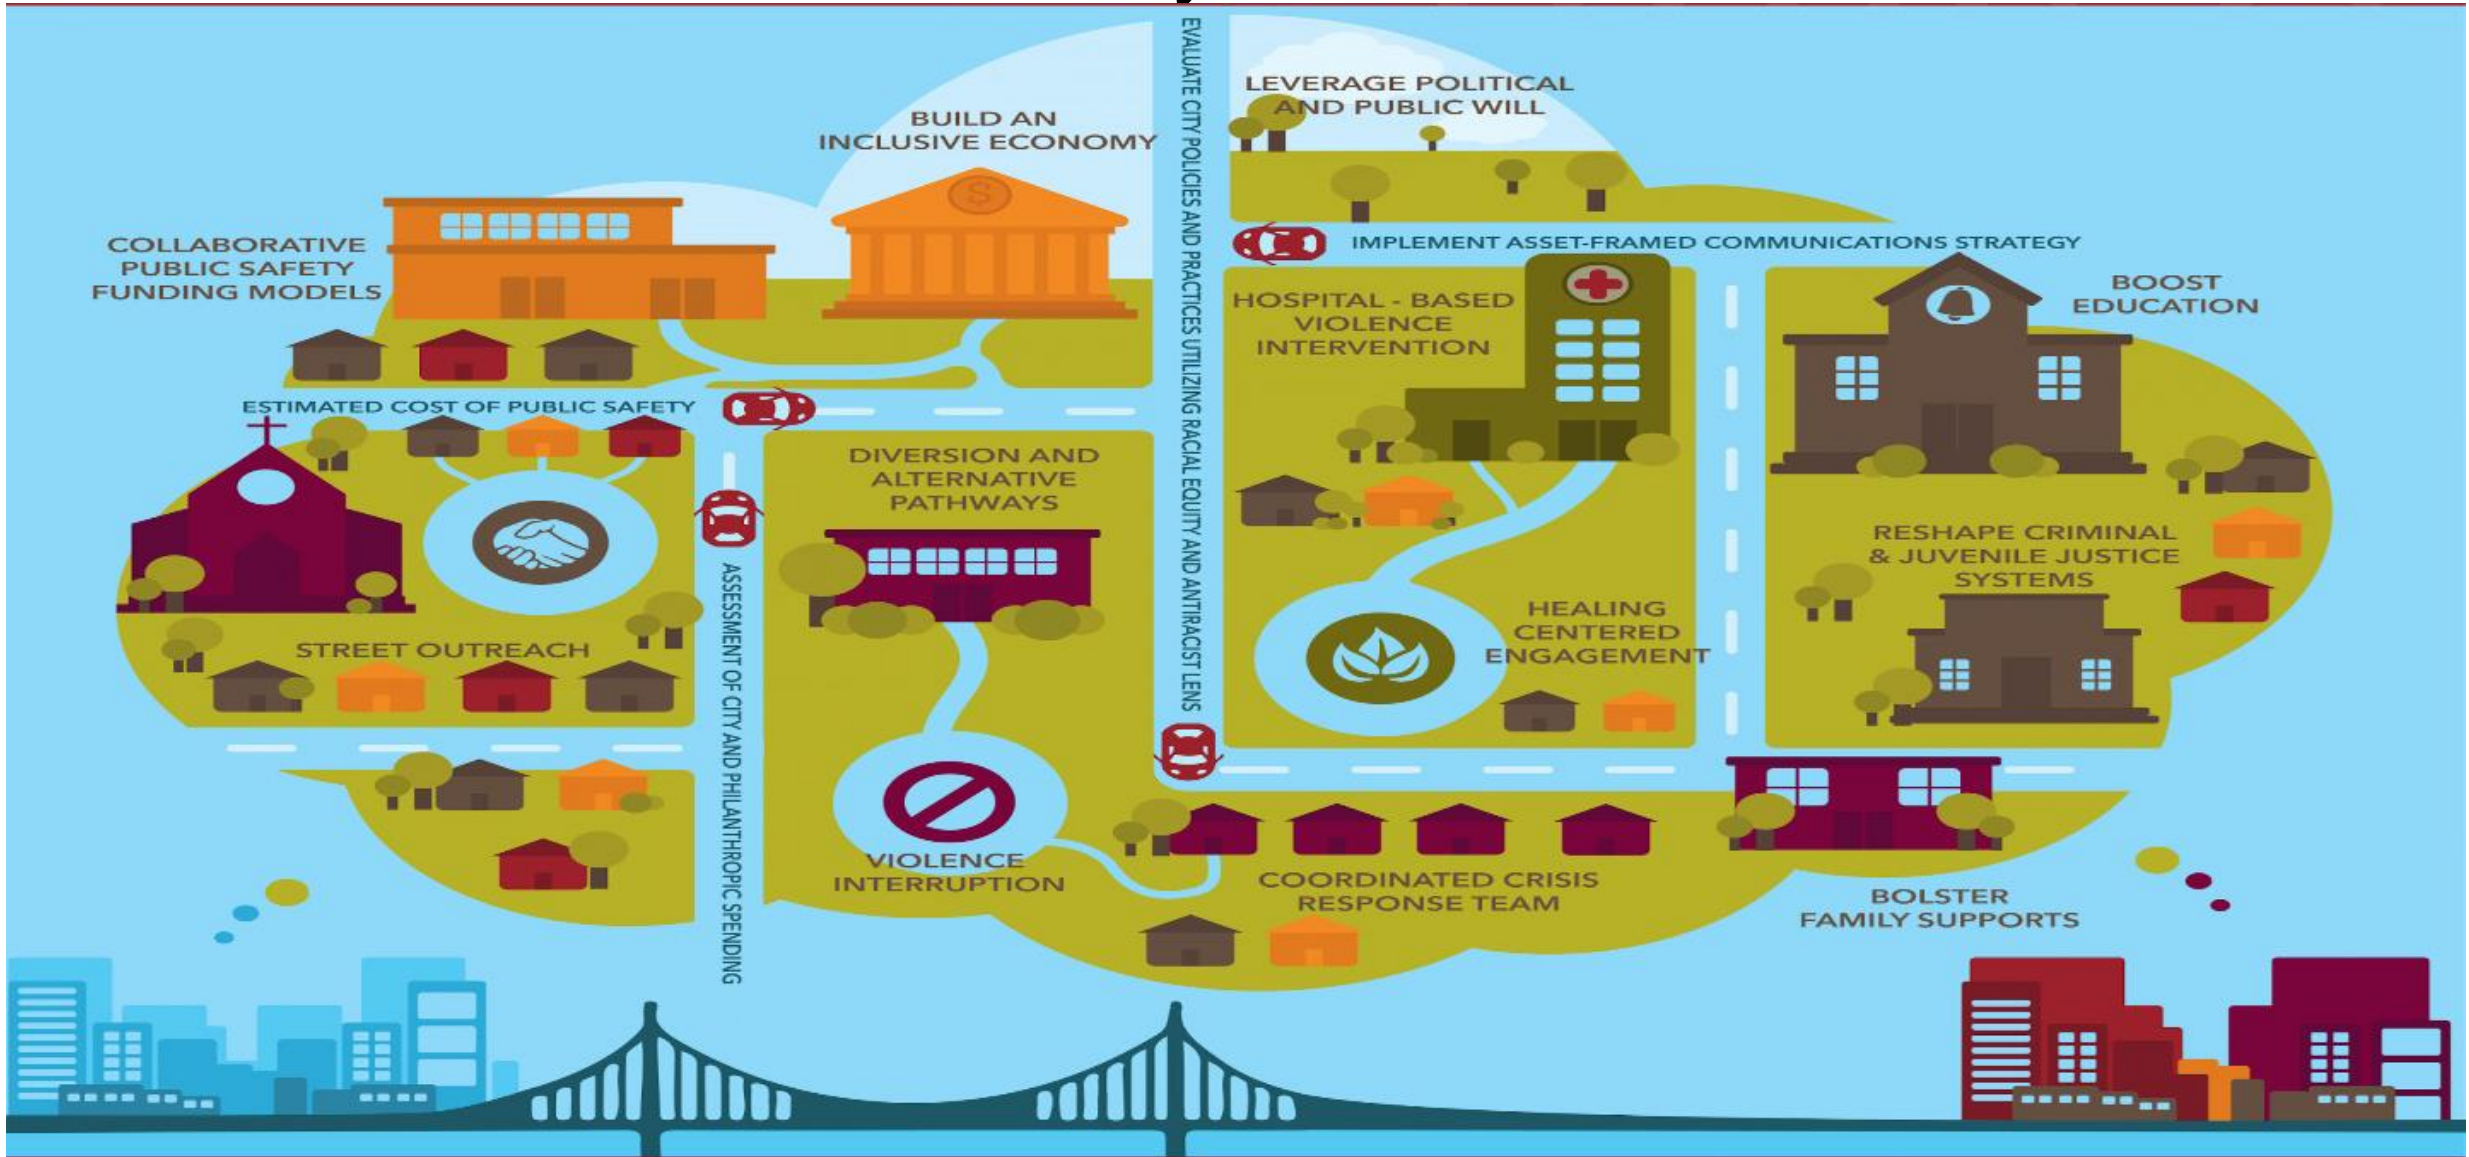 EVALUATE CITY POLICIES AND PRACTICES UTILIZING RACIAL EQUITY AND ANTIRACIST LENS
LEVERAGE POLITICAL
AND PUBLIC WILL
BUILD AN
INCLUSIVE ECONOMY
COLLABORATIVE
PUBLIC SAFETY
FUNDING MODELS
IMPLEMENT ASSET-FRAMED COMMUNICATIONS STRATEGY
HOSPITAL - BASED
VIOLENCE
INTERVENTION
BOOST
EDUCATION
ESTIMATED COST OF PUBLIC SAFETY
DIVERSION AND
ALTERNATIVE
PATHWAYS
RESHAPE CRIMINAL
& JUVENILE JUSTICE
SYSTEMS
ASSESSMENT OF CITY AND PHILANTHROPIC SPENDING
STREET OUTREACH
HEALING
CENTERED
ENGAGEMENT
VIOLENCE
INTERRUPTION
COORDINATED CRISIS
RESPONSE TEAM
BOLSTER
FAMILY SUPPORTS
$